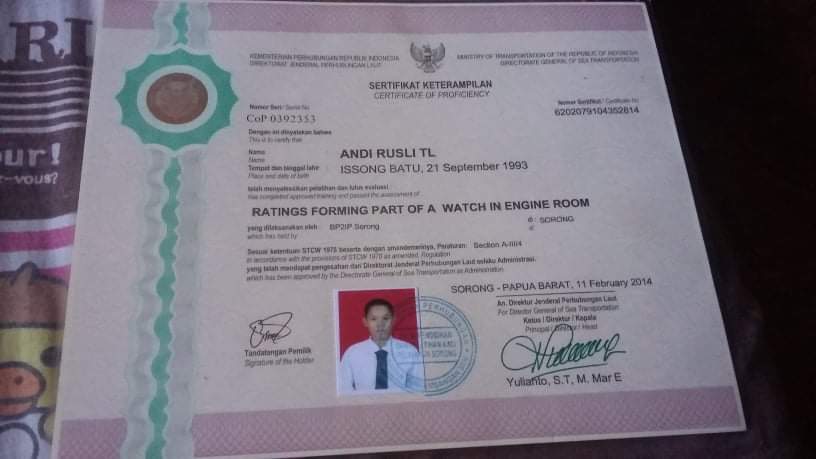 KEMENTERIAN PERHUBUNGAN REPUBLIK INDONESIA
DIREKTORAT JENDERAL PERHUBUNGAN LAUT
MINISTRY OF TRANSPORTATION OF THE REPUBLIC OF INDONESIA
DIRECTORATE GENERAL OF SEA TRANSPORTATION
SERTIFIKAT KETERAMPILAN
CERTIFICATE OF PROFICIENCY
Nomor Seri/ Serial No
CoP 0392353
Nomor Sertifikat/ Certificate No
6202079104352814
Dengan ini dinyatakan bahwa
This is to certify that
Nama : ANDI RUSLI TL
Name
Tempat dan tanggal lahir : ISSONG BATU, 21 September 1993
Place and date of birth
telah menyelesaikan pelatihan dan lulus evaluasi
has completed approved training and passed the assessment of
RATINGS FORMING PART OF A WATCH IN ENGINE ROOM
yang dilaksanakan oleh : BP2IP Sorong di : SORONG
which has held by at
Sesuai ketentuan STCW 1978 beserta dengan amandemennya, Peraturan: Section A-III/4
in accordance with the provisions of STCW 1978 as amended, Regulation
yang telah mendapat pengesahan dari Direktorat Jenderal Perhubungan Laut selaku Administrasi.
which has been approved by the Directorate General of Sea Transportation as Administration.
SORONG - PAPUA BARAT, 11 February 2014
An. Direktur Jenderal Perhubungan Laut
For Director General of Sea Transportation
Ketua / Direktur / Kepala
Principal / Director / Head
Tandatangan Pemilik
Signature of the Holder
Yulianto, S.T, M. Mar E
ARI
our!
-vous?